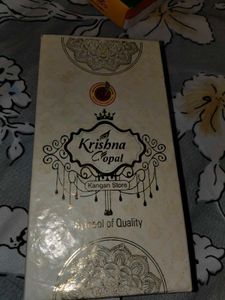 Krishna
Gopal
Kangan Store
Symbol of Quality